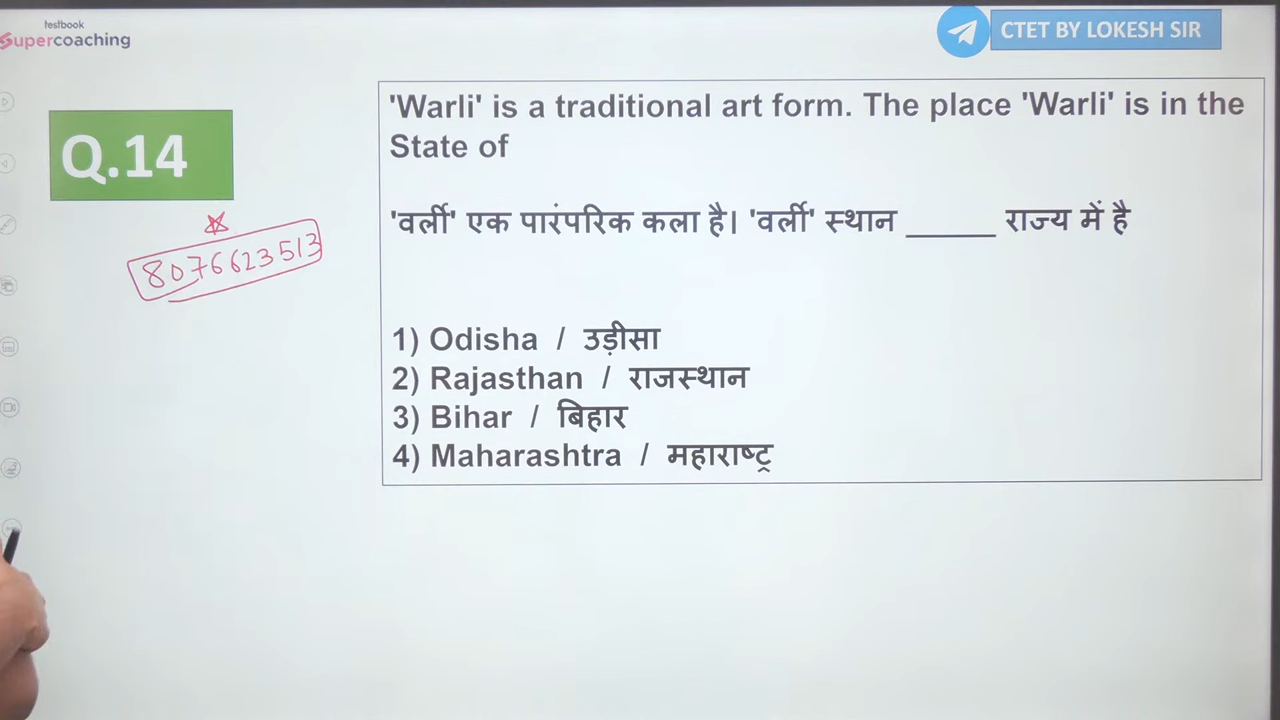 testbook
Supercoaching
CTET BY LOKESH SIR
Q.14
8076623513
'Warli' is a traditional art form. The place 'Warli' is in the
State of
'वर्ली' एक पारंपरिक कला है। 'वर्ली' स्थान ______ राज्य में है
1) Odisha / उड़ीसा
2) Rajasthan / राजस्थान
3) Bihar / बिहार
4) Maharashtra / महाराष्ट्र